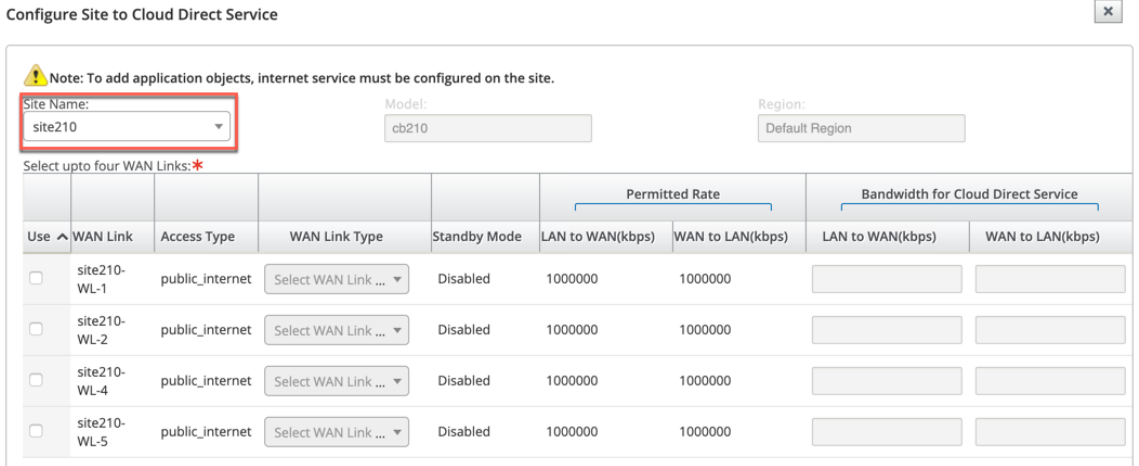 Configure Site to Cloud Direct Service
×
Note: To add application objects, internet service must be configured on the site.
Site Name: Model: Region:
site210 cb210 Default Region
Select upto four WAN Links:*
Permitted Rate Bandwidth for Cloud Direct Service
Use WAN Link Access Type WAN Link Type Standby Mode LAN to WAN(kbps) WAN to LAN(kbps) LAN to WAN(kbps) WAN to LAN(kbps)
site210-
WL-1 public_internet Select WAN Link ... Disabled 1000000 1000000
site210-
WL-2 public_internet Select WAN Link ... Disabled 1000000 1000000
site210-
WL-4 public_internet Select WAN Link ... Disabled 1000000 1000000
site210-
WL-5 public_internet Select WAN Link ... Disabled 1000000 1000000